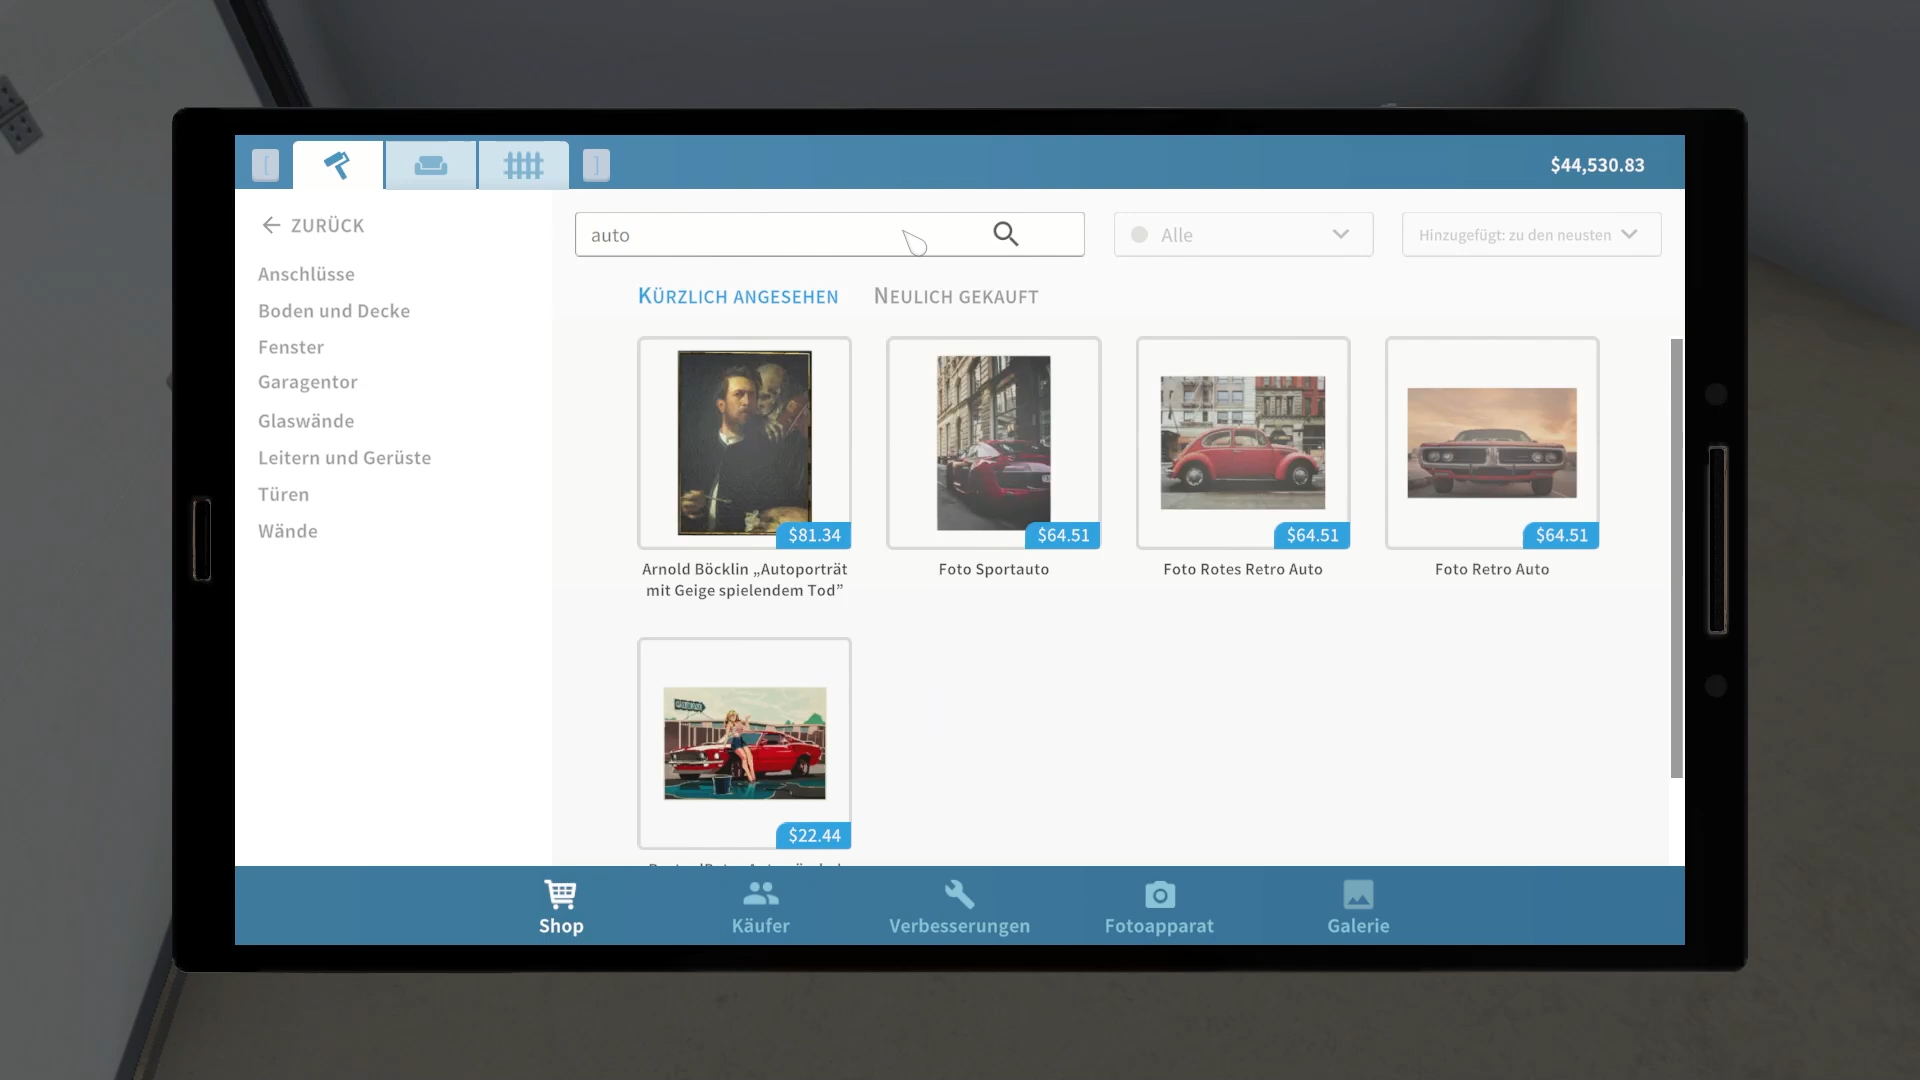 [
]
$44,530.83
ZURÜCK
auto
Alle
Hinzugefügt: zu den neusten
Anschlüsse
Boden und Decke
Fenster
Garagentor
Glaswände
Leitern und Gerüste
Türen
Wände
KÜRZLICH ANGESEHEN
NEULICH GEKAUFT
$81.34
$64.51
$64.51
$64.51
Arnold Böcklin „Autoporträt
mit Geige spielendem Tod”
Foto Sportauto
Foto Rotes Retro Auto
Foto Retro Auto
$22.44
Shop
Käufer
Verbesserungen
Fotoapparat
Galerie